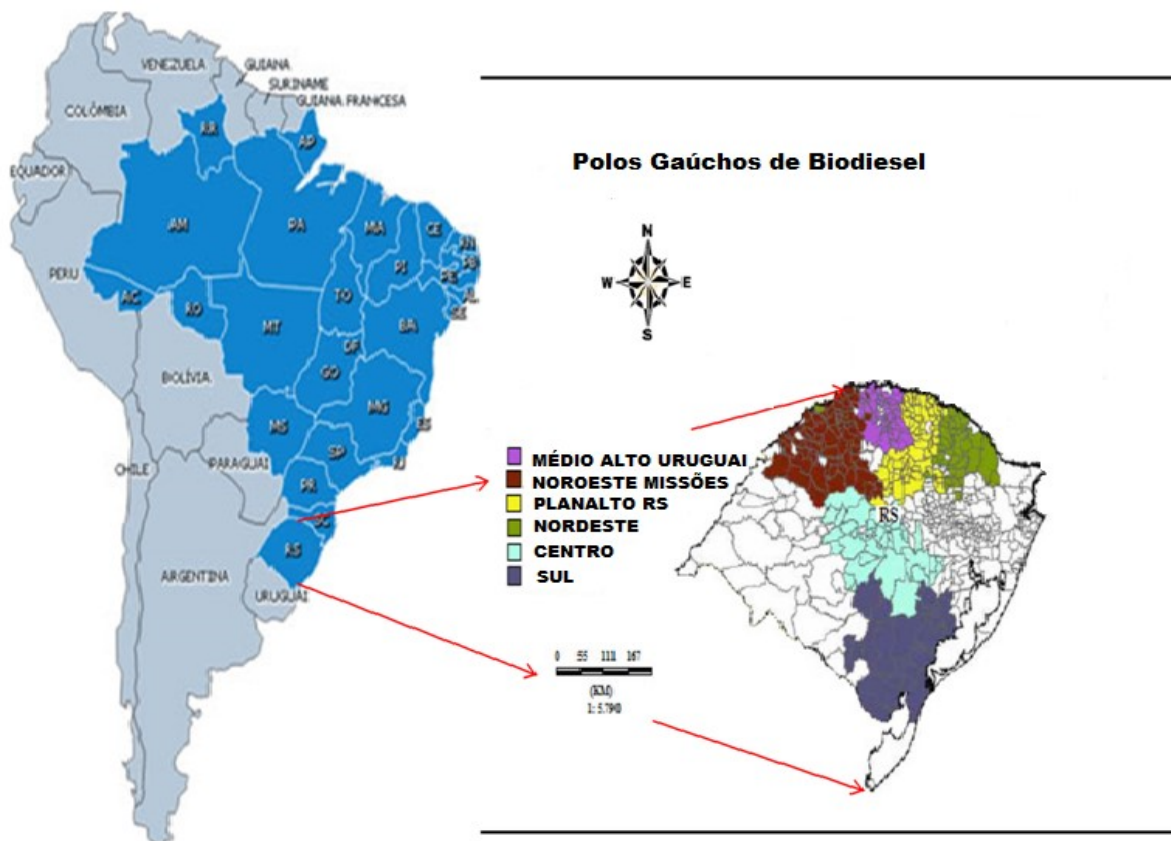 VENEZUELA
GUIANA
SURINAME
GUIANA FRANCESA
COLÔMBIA
EQUADOR
PERU
BOLÍVIA
CHILE
PARAGUAI
ARGENTINA
URUGUAI
RR
AP
AM
PA
MA
CE
RN
PB
PI
PE
AL
SE
AC
RO
TO
BA
MT
DF
GO
MG
ES
MS
SP
RJ
PR
SC
RS
Polos Gaúchos de Biodiesel
N
W E
S
MÉDIO ALTO URUGUAI
NOROESTE MISSÕES
PLANALTO RS
NORDESTE
CENTRO
SUL
RS
0 55 111 167
(KM)
1: 5.790